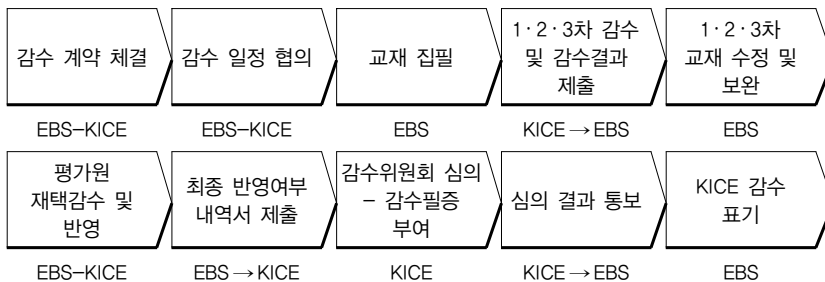 감수 계약 체결
감수 일정 협의
교재 집필
1·2·3차 감수
및 감수결과
제출
1·2·3차
교재 수정 및
보완
EBS-KICE
EBS-KICE
EBS
KICE→EBS
EBS
평가원
재택감수 및
반영
최종 반영여부
내역서 제출
감수위원회 심의
- 감수필증
부여
심의 결과 통보
KICE 감수
표기
EBS-KICE
EBS→KICE
KICE
KICE→EBS
EBS